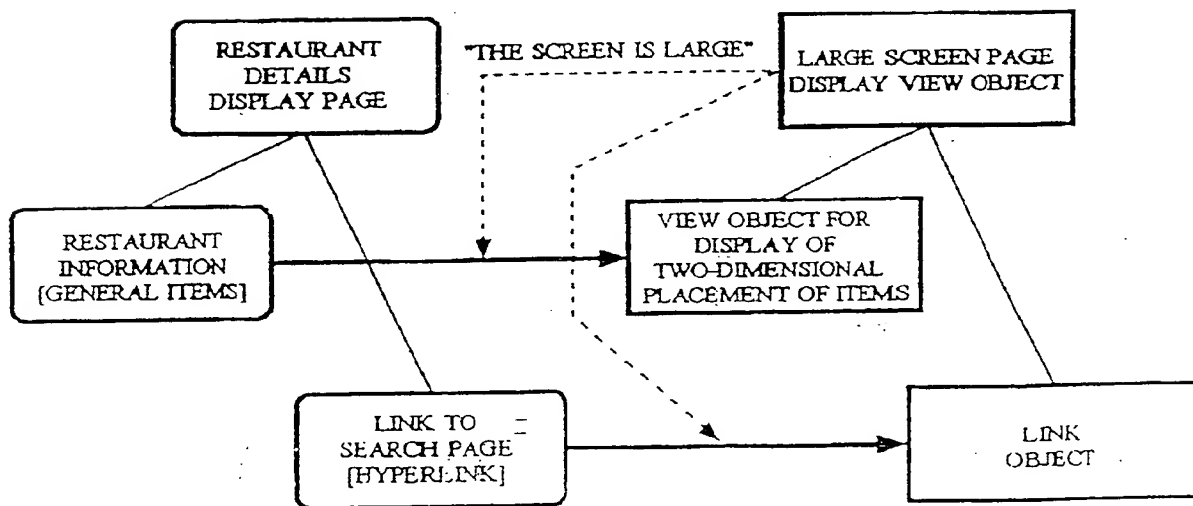 RESTAURANT
DETAILS
DISPLAY PAGE
"THE SCREEN IS LARGE"
LARGE SCREEN PAGE
DISPLAY VIEW OBJECT
RESTAURANT
INFORMATION
[GENERAL ITEMS]
VIEW OBJECT FOR
DISPLAY OF
TWO-DIMENSIONAL
PLACEMENT OF ITEMS
LINK TO
SEARCH PAGE
[HYPERLINK]
LINK
OBJECT